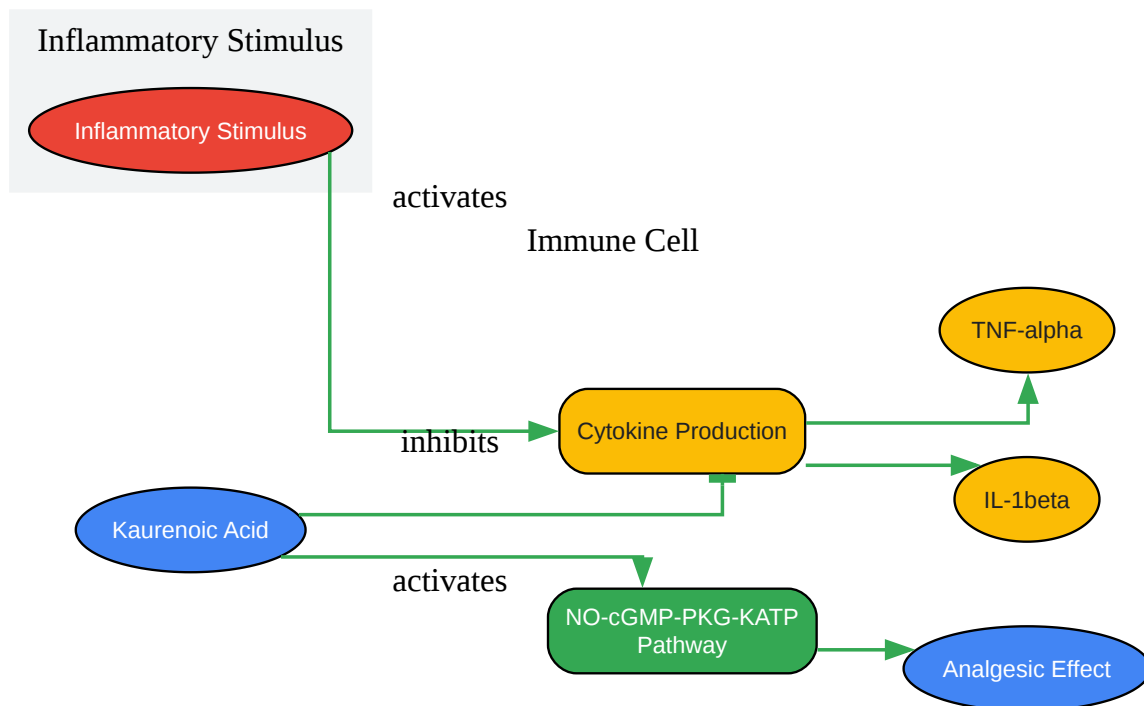 Inflammatory Stimulus
Inflammatory Stimulus
activates
Immune Cell
TNF-alpha
Cytokine Production
inhibits
IL-1beta
Kaurenoic Acid
activates
NO-cGMP-PKG-KATP
Pathway
Analgesic Effect